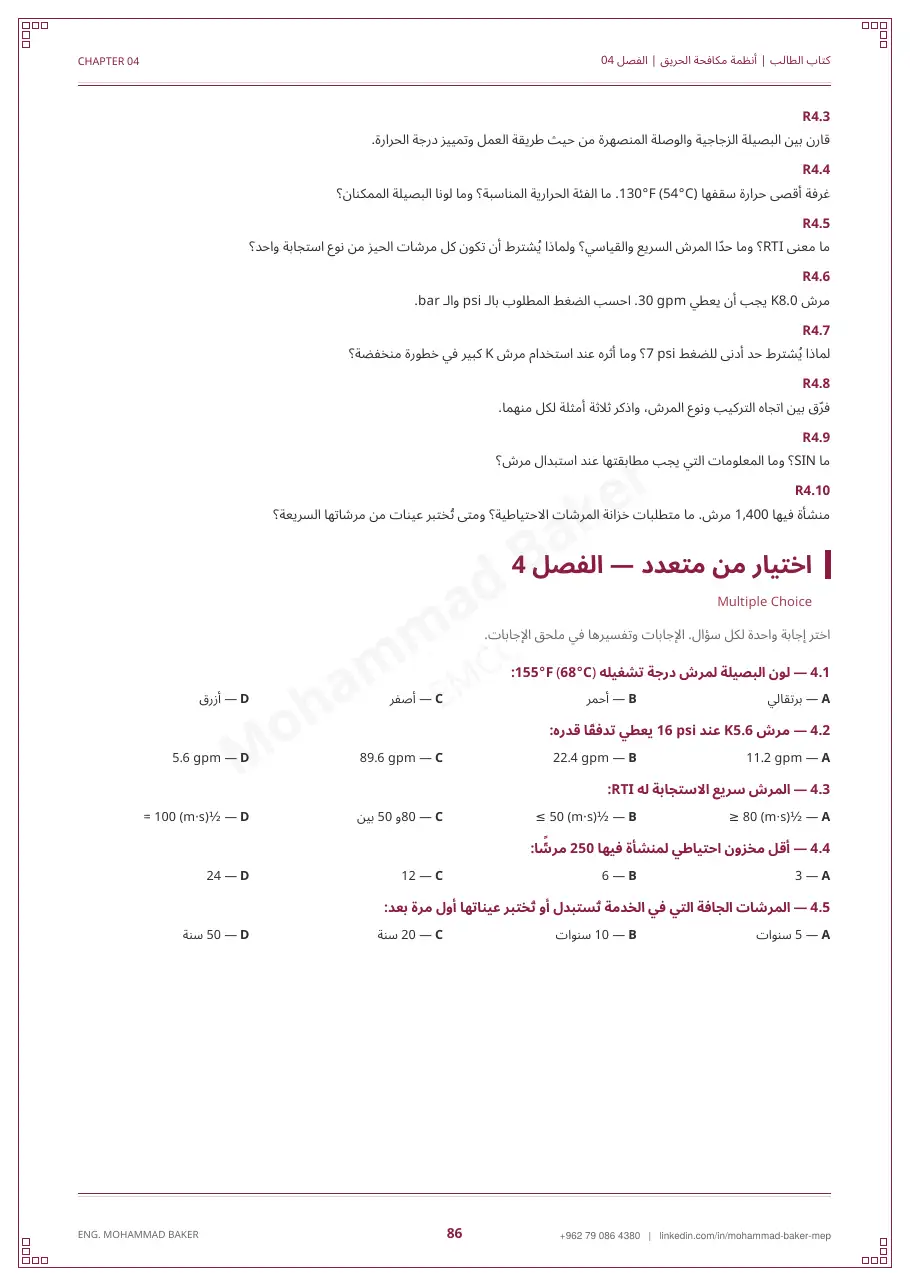 كتاب الطالب | أنظمة مكافحة الحريق | الفصل 04
CHAPTER 04
R4.3
قارن بين البصيلة الزجاجية والوصلة المنصهرة من حيث طريقة العمل وتمييز درجة الحرارة.
R4.4
غرفة أقصى حرارة سقفها 130°F (54°C). ما الفئة الحرارية المناسبة؟ وما لونا البصيلة الممكنان؟
R4.5
ما معنى RTI؟ وما حدّا المرش السريع والقياسي؟ ولماذا يُشترط أن تكون كل مرشات الحيز من نوع استجابة واحد؟
R4.6
مرش K8.0 يجب أن يعطي 30 gpm. احسب الضغط المطلوب بالـ psi والـ bar.
R4.7
لماذا يُشترط حد أدنى للضغط 7 psi؟ وما أثره عند استخدام مرش K كبير في خطورة منخفضة؟
R4.8
فرّق بين اتجاه التركيب ونوع المرش، واذكر ثلاثة أمثلة لكل منهما.
R4.9
ما SIN؟ وما المعلومات التي يجب مطابقتها عند استبدال مرش؟
R4.10
منشأة فيها 1,400 مرش. ما متطلبات خزانة المرشات الاحتياطية؟ ومتى تُختبر عينات من مرشاتها السريعة؟
اختيار من متعدد — الفصل 4
Multiple Choice
اختر إجابة واحدة لكل سؤال. الإجابات وتفسيرها في ملحق الإجابات.
4.1 — لون البصيلة لمرش درجة تشغيله 155°F (68°C):
A — برتقالي B — أحمر C — أصفر D — أزرق
4.2 — مرش K5.6 عند 16 psi يعطي تدفقًا قدره:
A — 11.2 gpm B — 22.4 gpm C — 89.6 gpm D — 5.6 gpm
4.3 — المرش سريع الاستجابة له RTI:
A — ≥ 80 (m·s)½ B — ≤ 50 (m·s)½ C — 80و 50 بين D — = 100 (m·s)½
4.4 — أقل مخزون احتياطي لمنشأة فيها 250 مرشًا:
A — 3 B — 6 C — 12 D — 24
4.5 — المرشات الجافة التي في الخدمة تُستبدل أو تُختبر عيناتها أول مرة بعد:
A — 5 سنوات B — 10 سنوات C — 20 سنة D — 50 سنة
Mohammad Baker
EMCC
ENG. MOHAMMAD BAKER
86
+962 79 086 4380 | linkedin.com/in/mohammad-baker-mep